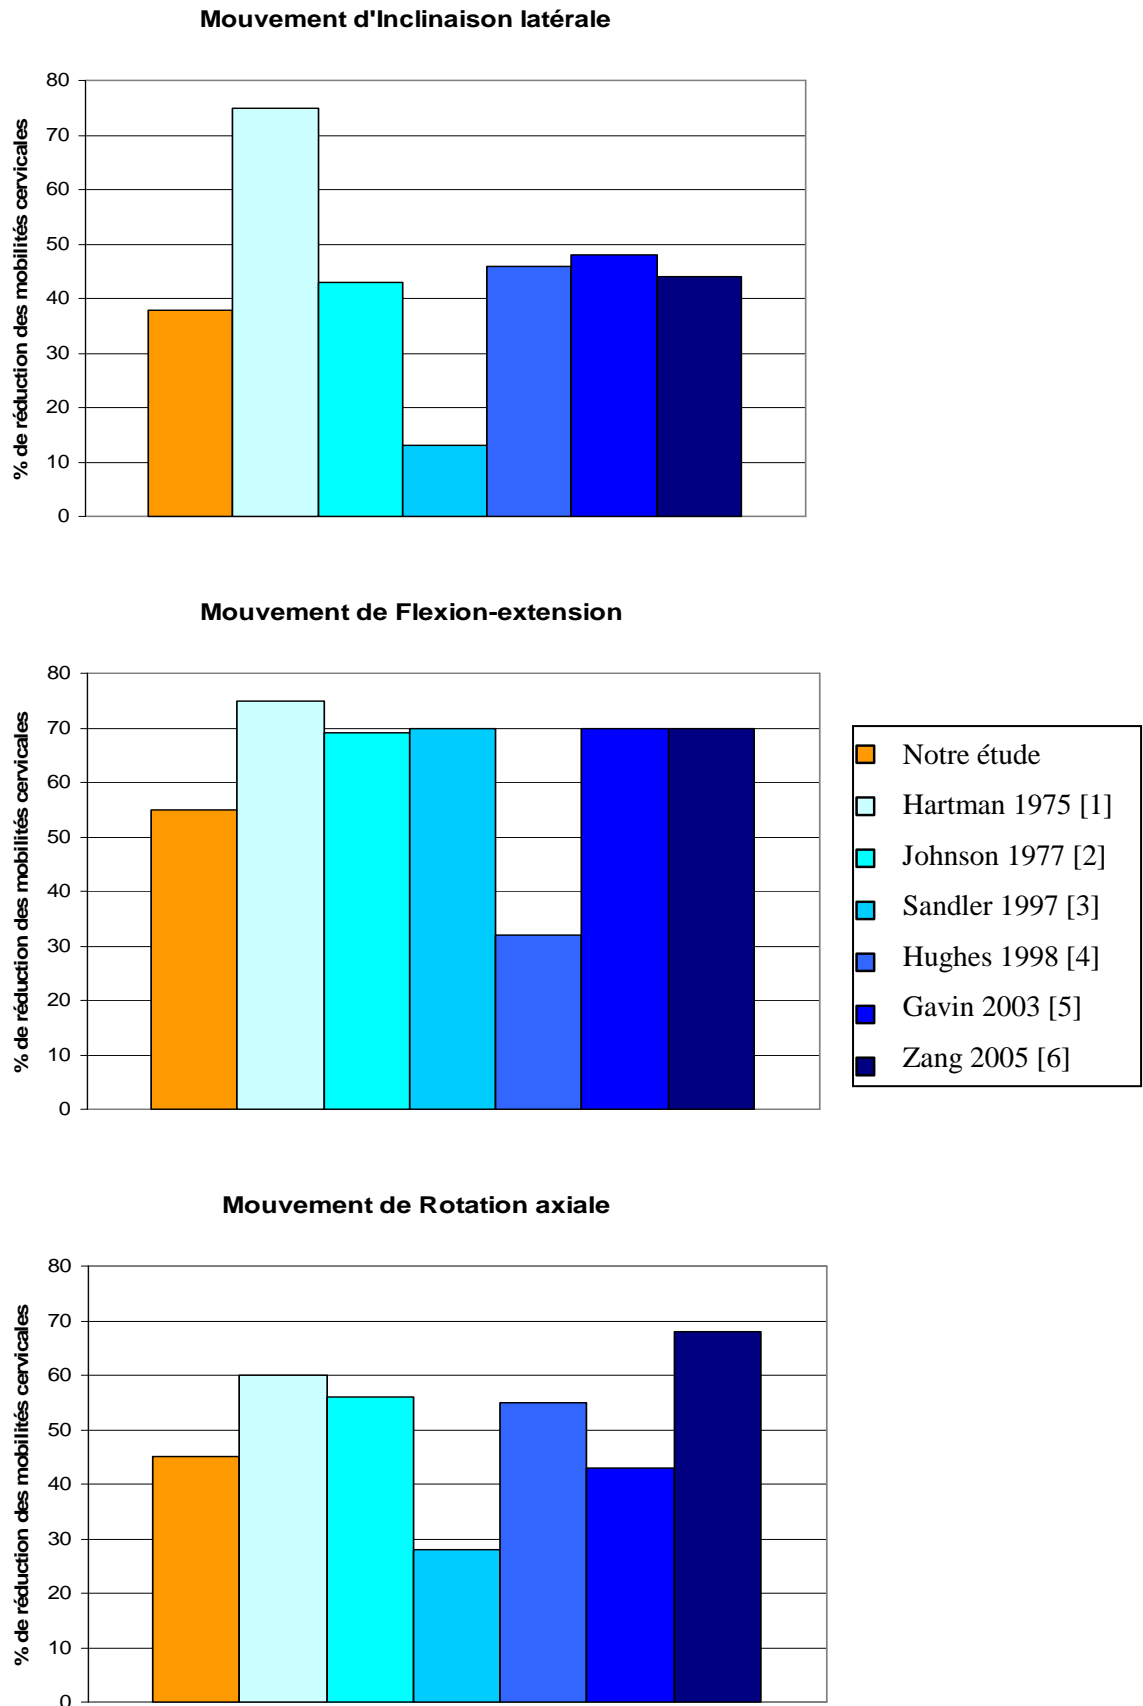 Mouvement d'Inclinaison latérale
% de réduction des mobilités cervicales
80
70
60
50
40
30
20
10
0
Mouvement de Flexion-extension
% de réduction des mobilités cervicales
80
70
60
50
40
30
20
10
0
Notre étude
Hartman 1975 [1]
Johnson 1977 [2]
Sandler 1997 [3]
Hughes 1998 [4]
Gavin 2003 [5]
Zang 2005 [6]
Mouvement de Rotation axiale
% de réduction des mobilités cervicales
80
70
60
50
40
30
20
10
0